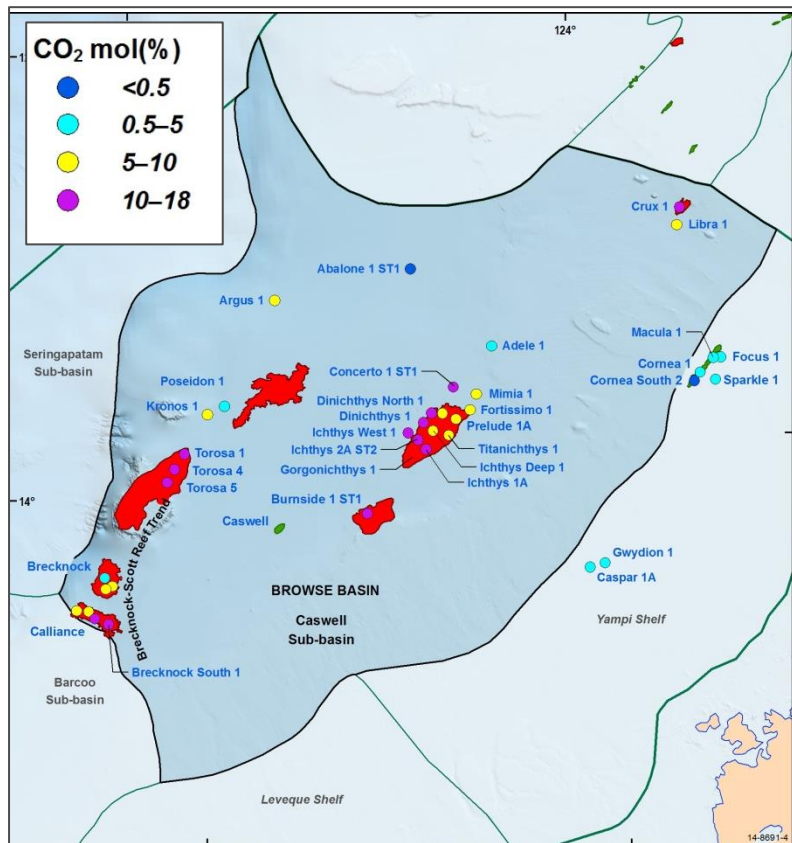 CO₂ mol(%)
<0.5
0.5–5
5–10
10–18
124°
Crux 1
Libra 1
Abalone 1 ST1
Argus 1
Macula 1
Adele 1
Focus 1
Seringapatam
Sub-basin
Cornea 1
Concerto 1 ST1
Poseidon 1
Cornea South 2
Sparkle 1
Mimia 1
Dinichthys North 1
Kronos 1
Fortissimo 1
Dinichthys 1
Prelude 1A
Ichthys West 1
Titanichthys 1
Ichthys 2A ST2
Torosa 1
Ichthys Deep 1
Gorgonichthys 1
Torosa 4
Ichthys 1A
Torosa 5
14°
Burnside 1 ST1
Caswell
Brecknock-Scott Reef Trend
Gwydion 1
Brecknock
Caspar 1A
BROWSE BASIN
Caswell
Sub-basin
Yampi Shelf
Calliance
Brecknock South 1
Barcoo
Sub-basin
Leveque Shelf
14-8691-4